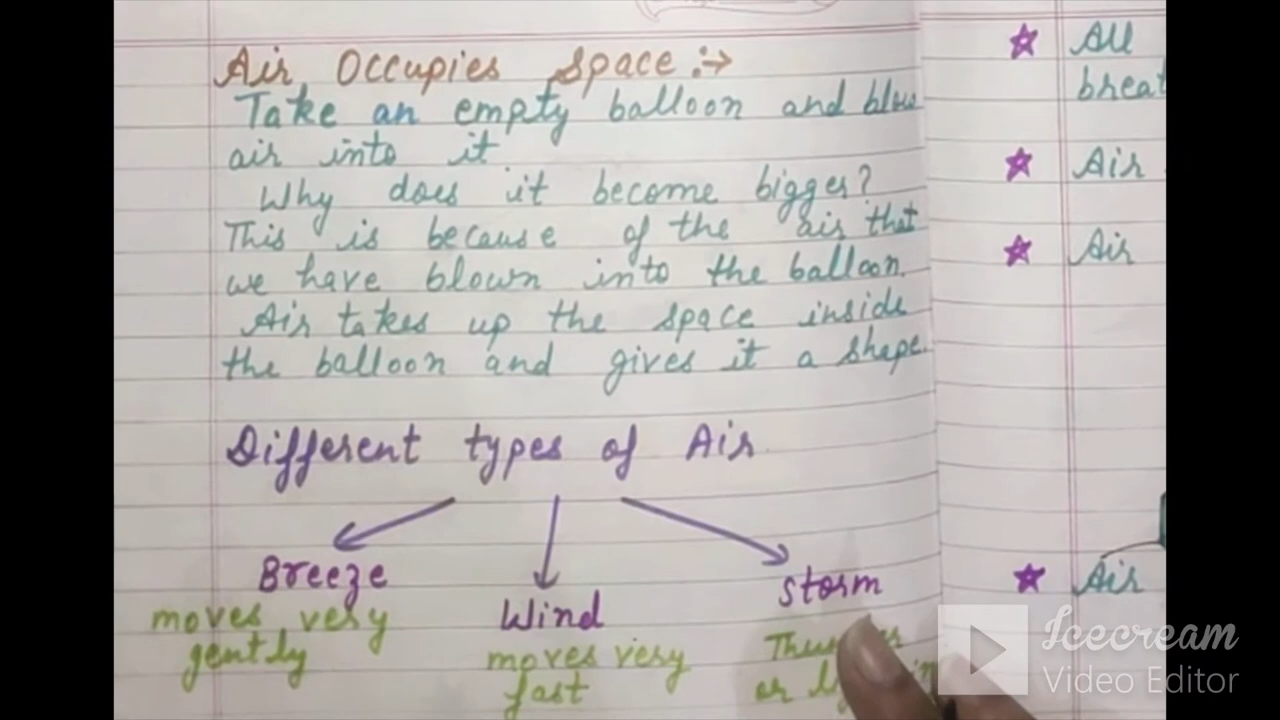 Air Occupies Space :→
Take an empty balloon and blow
air into it
Why does it become bigger?
This is because of the air that
we have blown into the balloon.
Air takes up the space inside
the balloon and gives it a shape.
Different types of Air
Breeze
moves very
gently
Wind
moves very
fast
Storm
or
All
breat
Air
Air
Air
Icecream
Video Editor